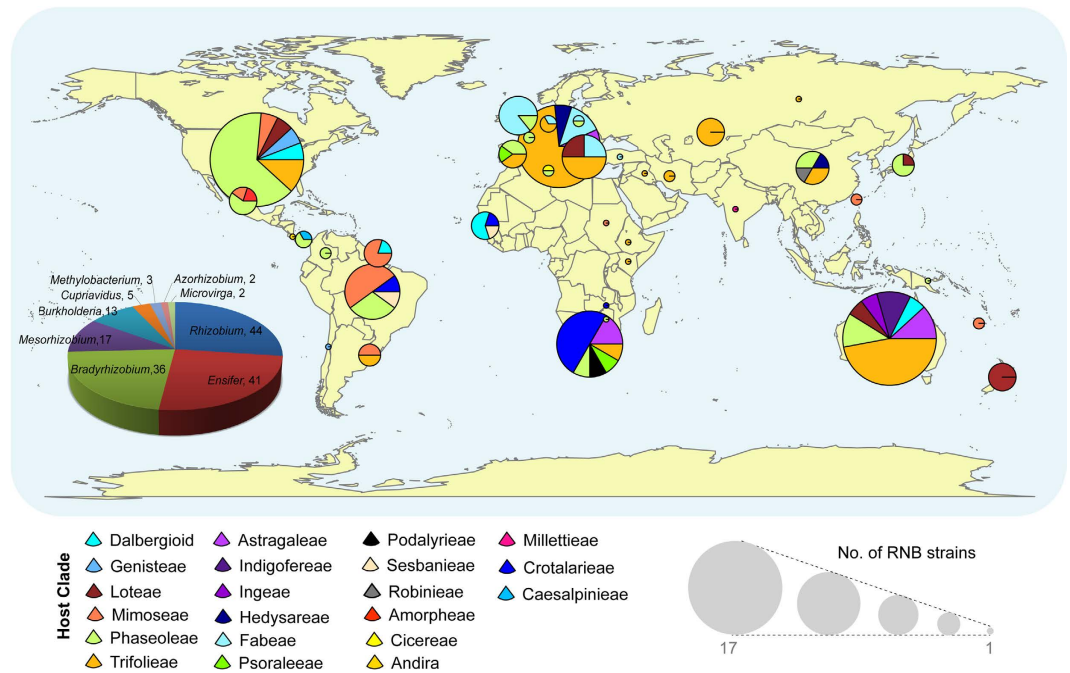 Methylobacterium, 3
Azorhizobium, 2
Cupriavidus, 5
Microvirga, 2
Burkholderia,13
Rhizobium, 44
Mesorhizobium,17
Bradyrhizobium,36
Ensifer, 41
Host Clade
Dalbergioid
Genisteae
Loteae
Mimoseae
Phaseoleae
Trifolieae
Astragaleae
Indigofereae
Ingeae
Hedysareae
Fabeae
Psoraleeae
Podalyrieae
Sesbanieae
Robinieae
Amorpheae
Cicereae
Andira
Millettieae
Crotalarieae
Caesalpinieae
No. of RNB strains
17
1